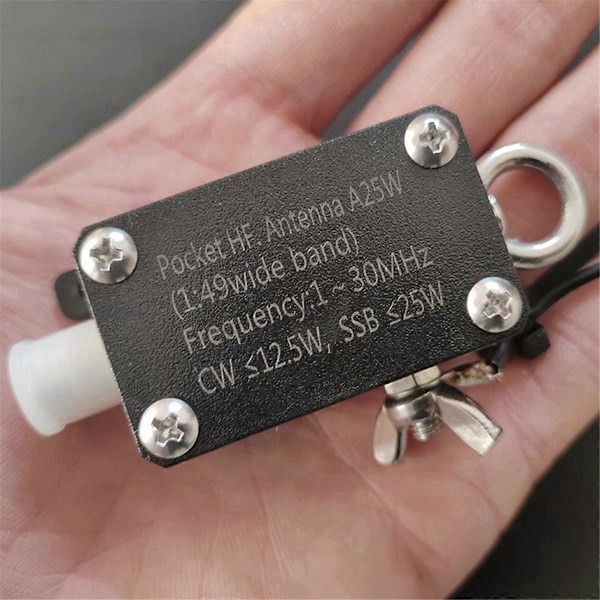 Pocket HF. Antenna A25W
(1:49wide band)
Frequency:1 ~ 30MHz
CW ≤12.5W, SSB ≤25W